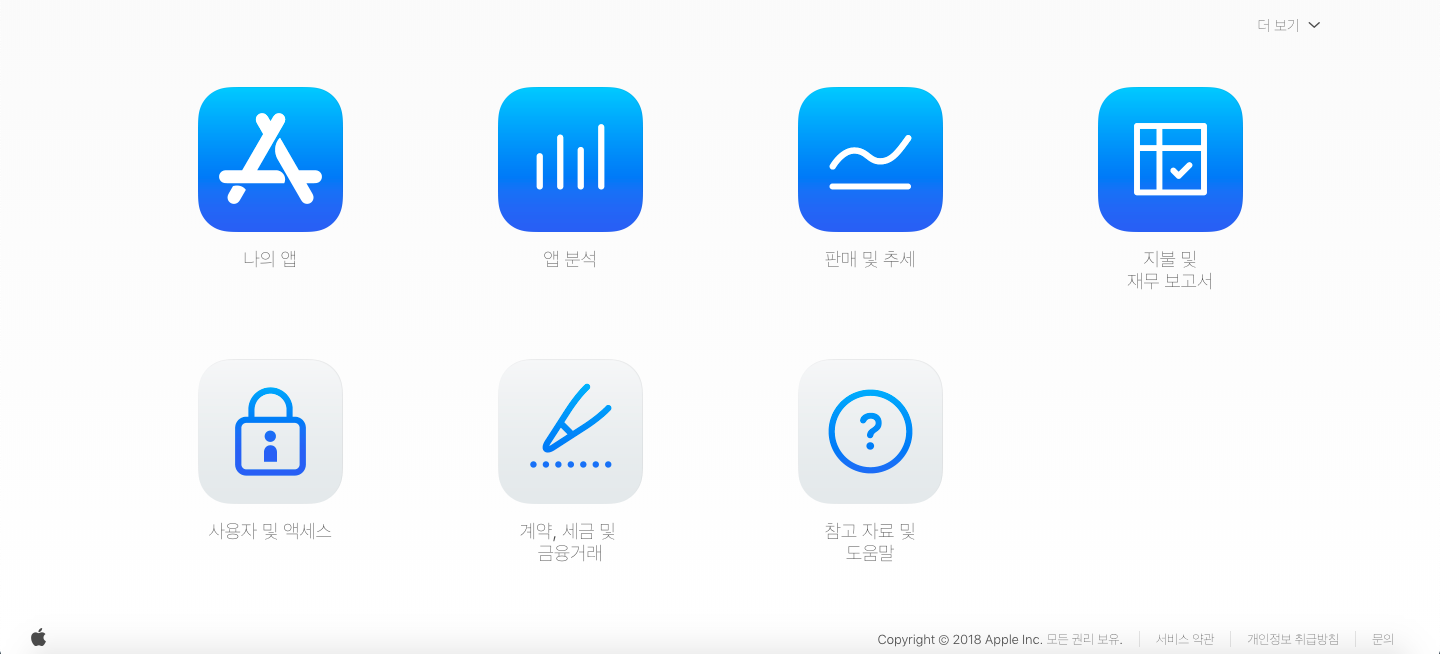 더 보기
나의 앱
앱 분석
판매 및 추세
지불 및
재무 보고서
사용자 및 액세스
계약, 세금 및
금융거래
참고 자료 및
도움말
Copyright © 2018 Apple Inc. 모든 권리 보유. 서비스 약관 개인정보 취급방침 문의